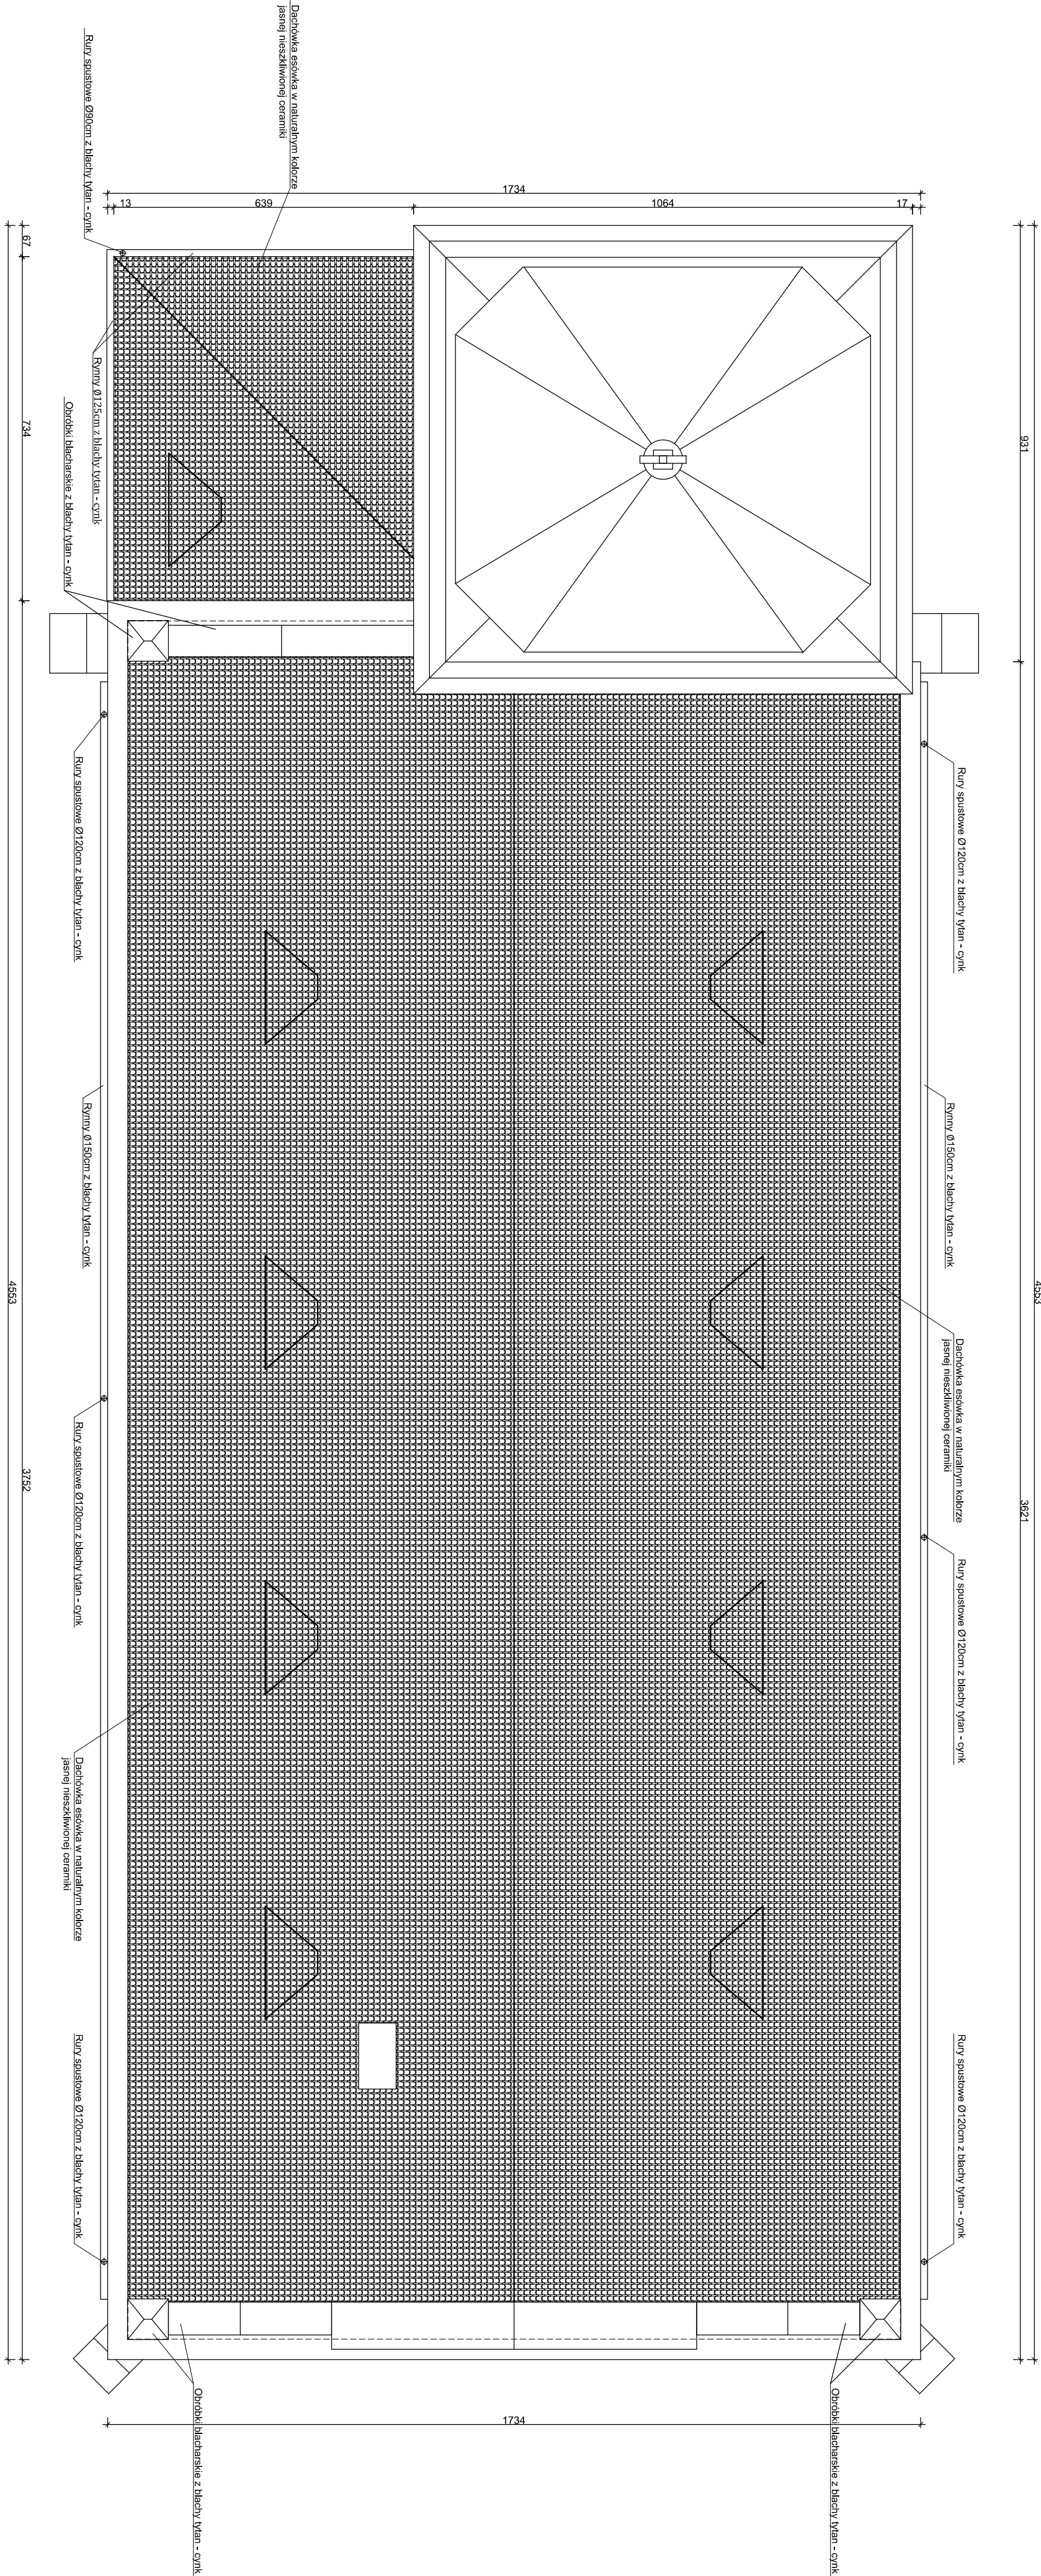 Dachówka esówka w naturalnym kolorze
jasnej nieszkliwionej ceramiki
Rury spustowe Ø90cm z blachy tytan - cynk
1734
13
639
1064
17
67
734
3752
4553
931
3621
4553
Rynny Ø125cm z blachy tytan - cynk
Obróbki blacharskie z blachy tytan - cynk
Rury spustowe Ø120cm z blachy tytan - cynk
Rury spustowe Ø120cm z blachy tytan - cynk
Rynny Ø150cm z blachy tytan - cynk
Rynny Ø150cm z blachy tytan - cynk
Dachówka esówka w naturalnym kolorze
jasnej nieszkliwionej ceramiki
Rury spustowe Ø120cm z blachy tytan - cynk
Rury spustowe Ø120cm z blachy tytan - cynk
Dachówka esówka w naturalnym kolorze
jasnej nieszkliwionej ceramiki
Rury spustowe Ø120cm z blachy tytan - cynk
Rury spustowe Ø120cm z blachy tytan - cynk
1734
Obróbki blacharskie z blachy tytan - cynk
Obróbki blacharskie z blachy tytan - cynk